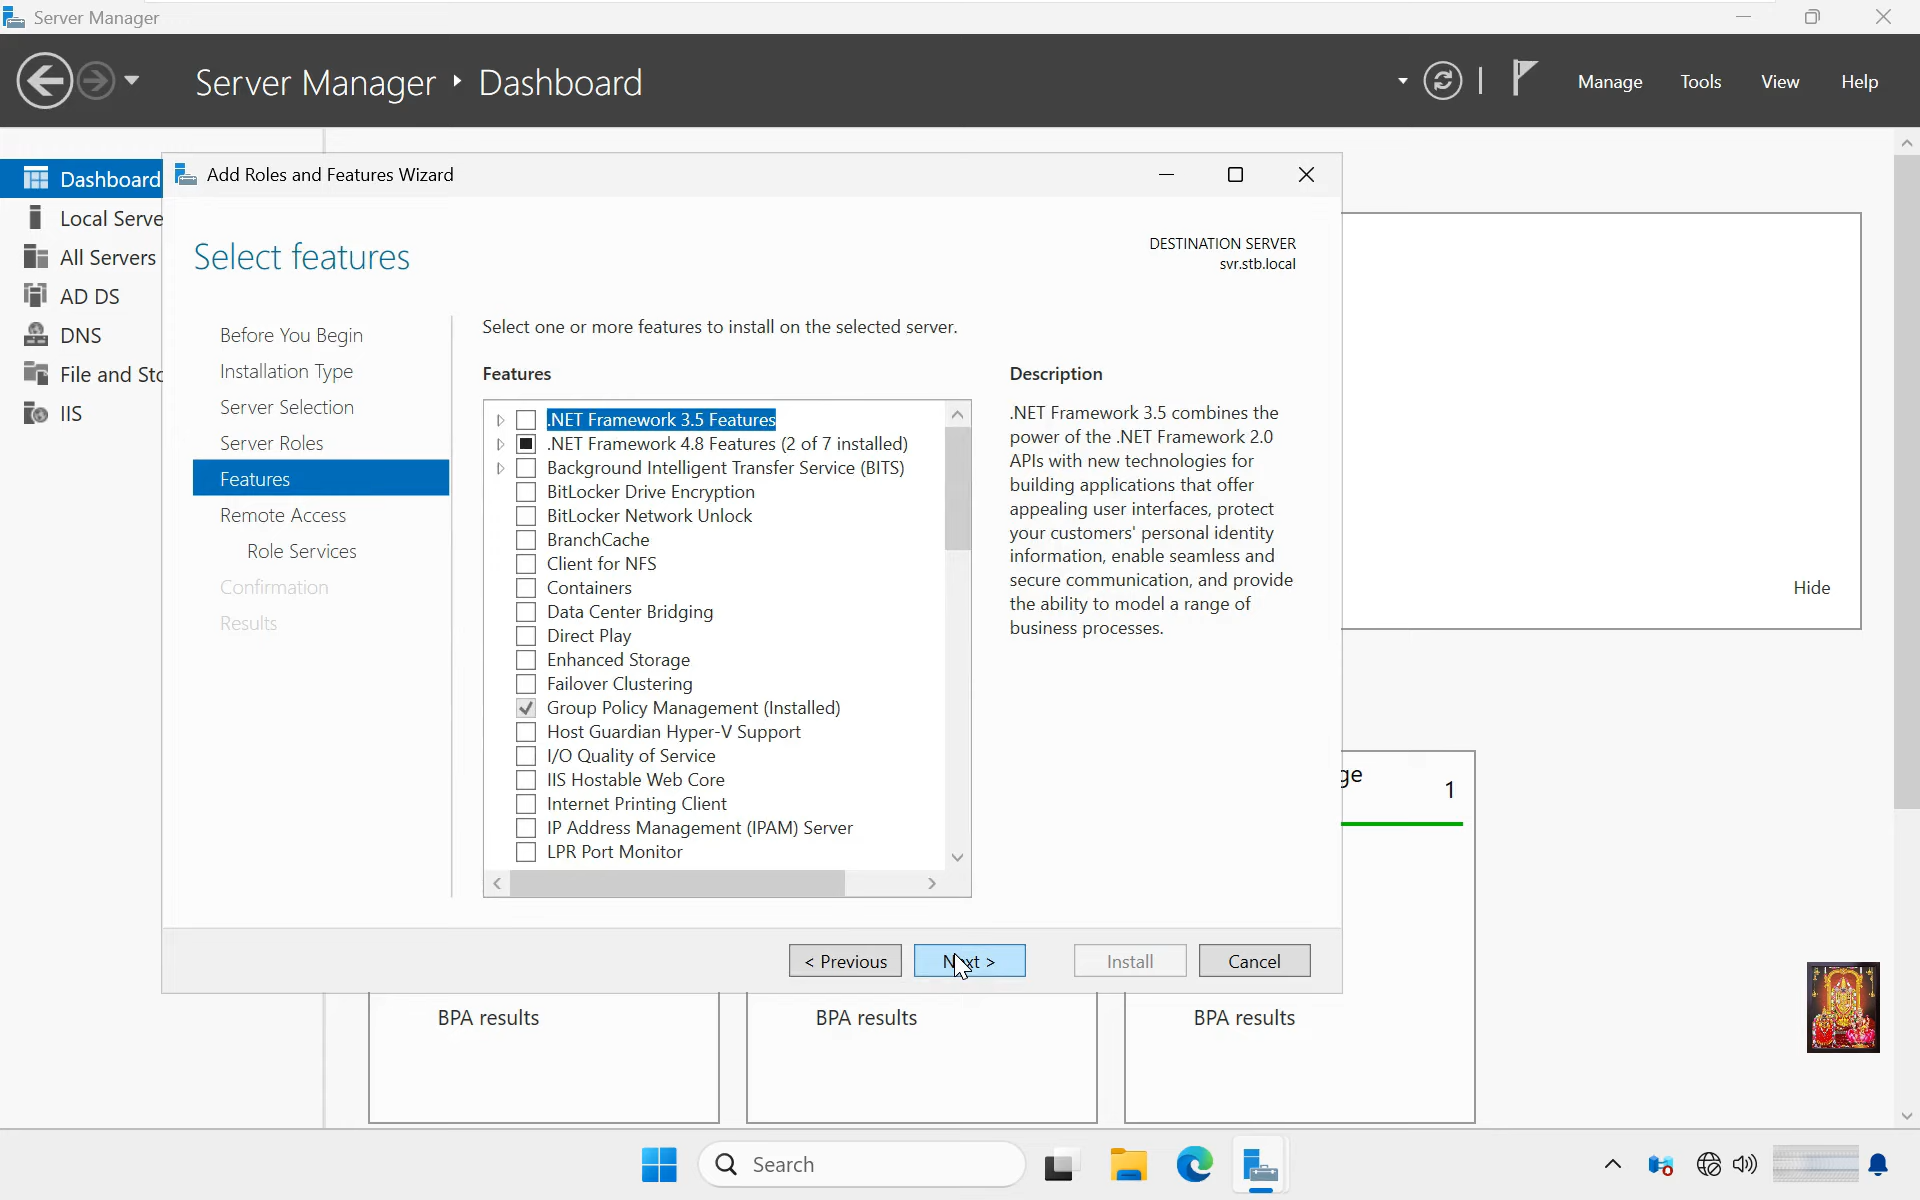 Server Manager
Server Manager ‣ Dashboard
Manage Tools View Help
Dashboard
Local Serve
All Servers
AD DS
DNS
File and Sto
IIS
Add Roles and Features Wizard
Select features
DESTINATION SERVER
svr.stb.local
Before You Begin
Installation Type
Server Selection
Server Roles
Features
Remote Access
Role Services
Confirmation
Results
Select one or more features to install on the selected server.
Features
.NET Framework 3.5 Features
.NET Framework 4.8 Features (2 of 7 installed)
Background Intelligent Transfer Service (BITS)
BitLocker Drive Encryption
BitLocker Network Unlock
BranchCache
Client for NFS
Containers
Data Center Bridging
Direct Play
Enhanced Storage
Failover Clustering
Group Policy Management (Installed)
Host Guardian Hyper-V Support
I/O Quality of Service
IIS Hostable Web Core
Internet Printing Client
IP Address Management (IPAM) Server
LPR Port Monitor
Description
.NET Framework 3.5 combines the
power of the .NET Framework 2.0
APIs with new technologies for
building applications that offer
appealing user interfaces, protect
your customers' personal identity
information, enable seamless and
secure communication, and provide
the ability to model a range of
business processes.
< Previous
Next >
Install
Cancel
Hide
ge
1
BPA results
BPA results
BPA results
Search